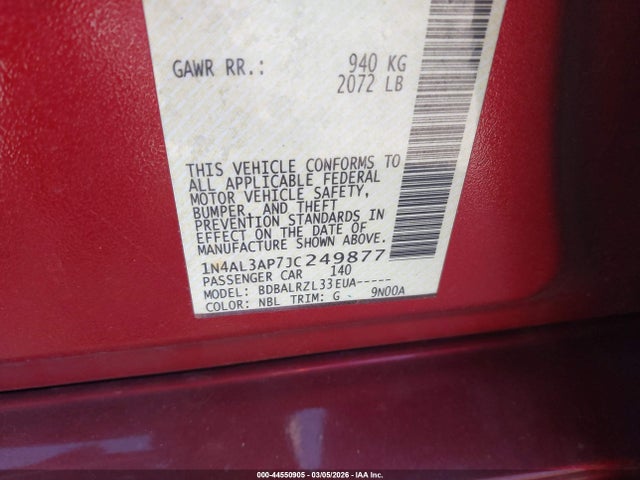 GAWR RR.: 940 KG
2072 LB
THIS VEHICLE CONFORMS TO
ALL APPLICABLE FEDERAL
MOTOR VEHICLE SAFETY,
BUMPER, AND THEFT
PREVENTION STANDARDS IN
EFFECT ON THE DATE OF
MANUFACTURE SHOWN ABOVE.
1N4AL3AP7JC249877
PASSENGER CAR 140
MODEL: BDBALRZL33EUA-----
COLOR: NBL TRIM: G 9N00A
000-44550905 - 03/05/2026 - IAA Inc.